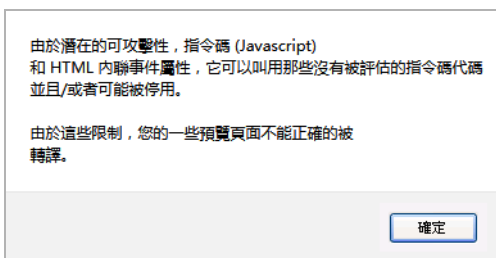 由於潛在的可攻擊性，指令碼 (Javascript)
和 HTML 內聯事件屬性，它可以叫用那些沒有被評估的指令碼代碼
並且/或者可能被停用。
由於這些限制，您的一些預覽頁面不能正確的被
轉譯。
確定